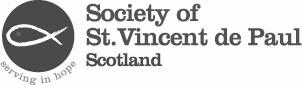 Society of
St.Vincent de Paul
Scotland
serving in hope